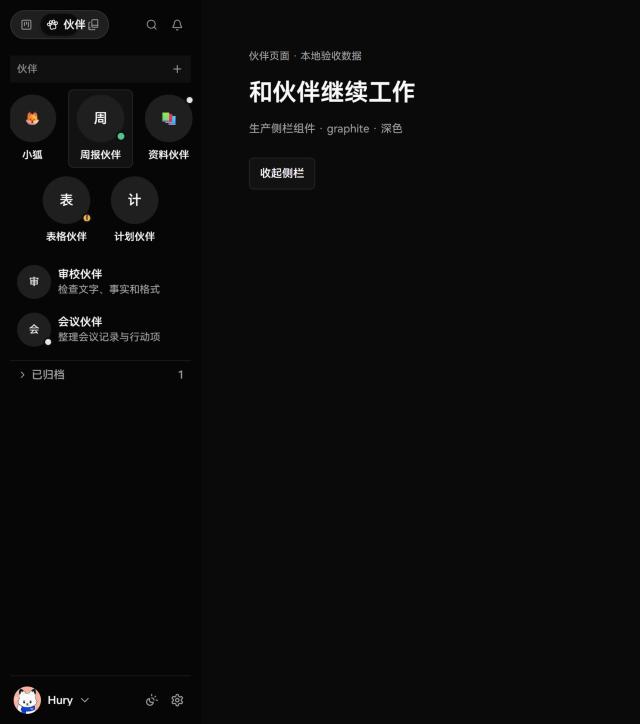 伙伴
伙伴
小狐
周
周报伙伴
资料伙伴
表
表格伙伴
计
计划伙伴
审
审校伙伴
检查文字、事实和格式
会
会议伙伴
整理会议记录与行动项
已归档 1
Hury
伙伴页面 · 本地验收数据
和伙伴继续工作
生产侧栏组件 · graphite · 深色
收起侧栏